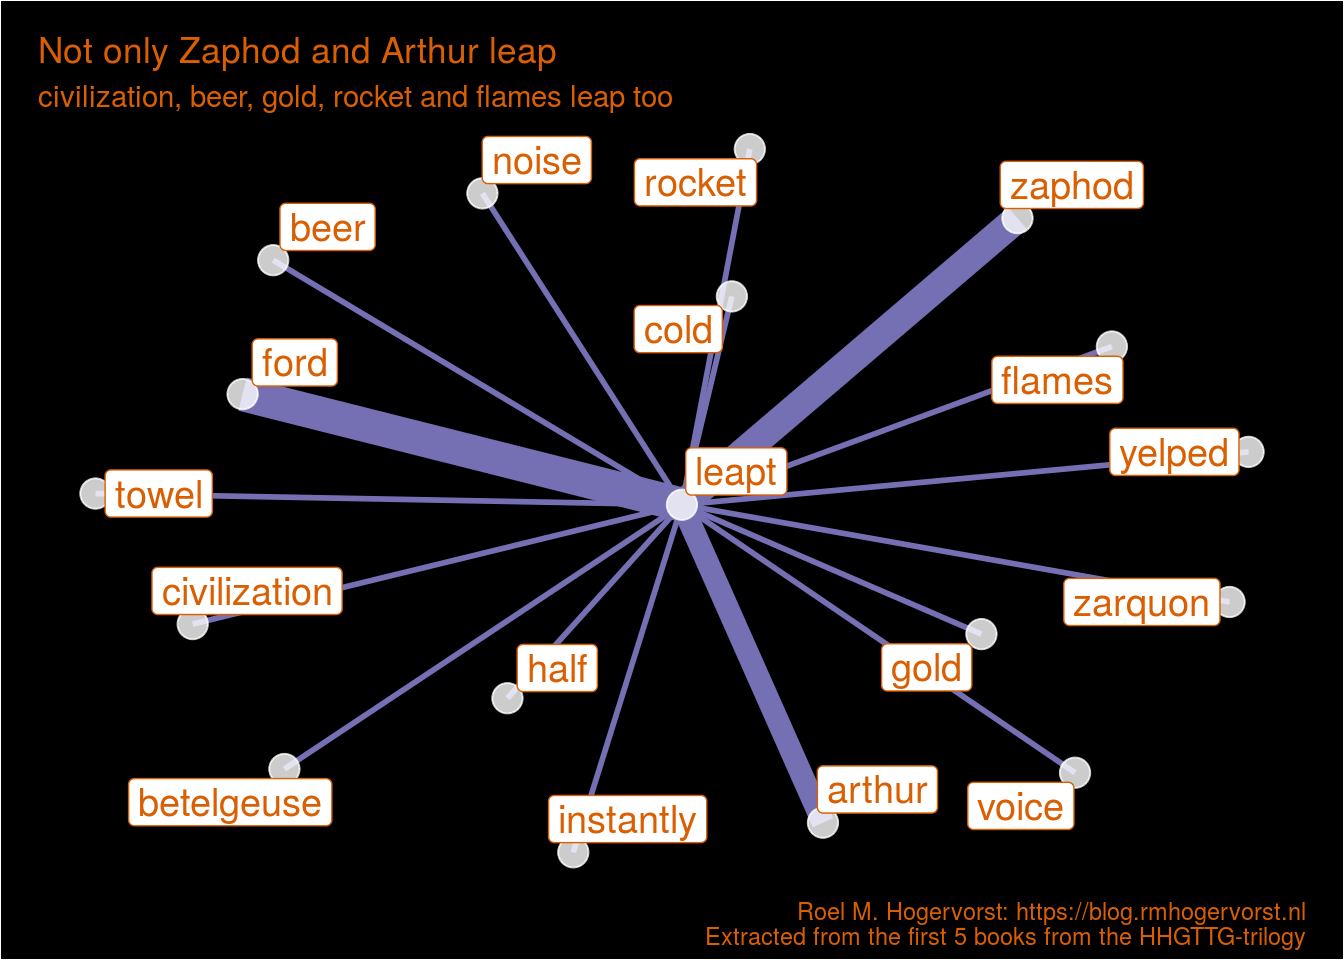 Not only Zaphod and Arthur leap
civilization, beer, gold, rocket and flames leap too
noise
rocket
zaphod
beer
cold
ford
flames
yelped
leapt
towel
civilization
zarquon
half
gold
betelgeuse
instantly
arthur
voice
Roel M. Hogervorst: https://blog.rmhogervorst.nl
Extracted from the first 5 books from the HHGTTG-trilogy